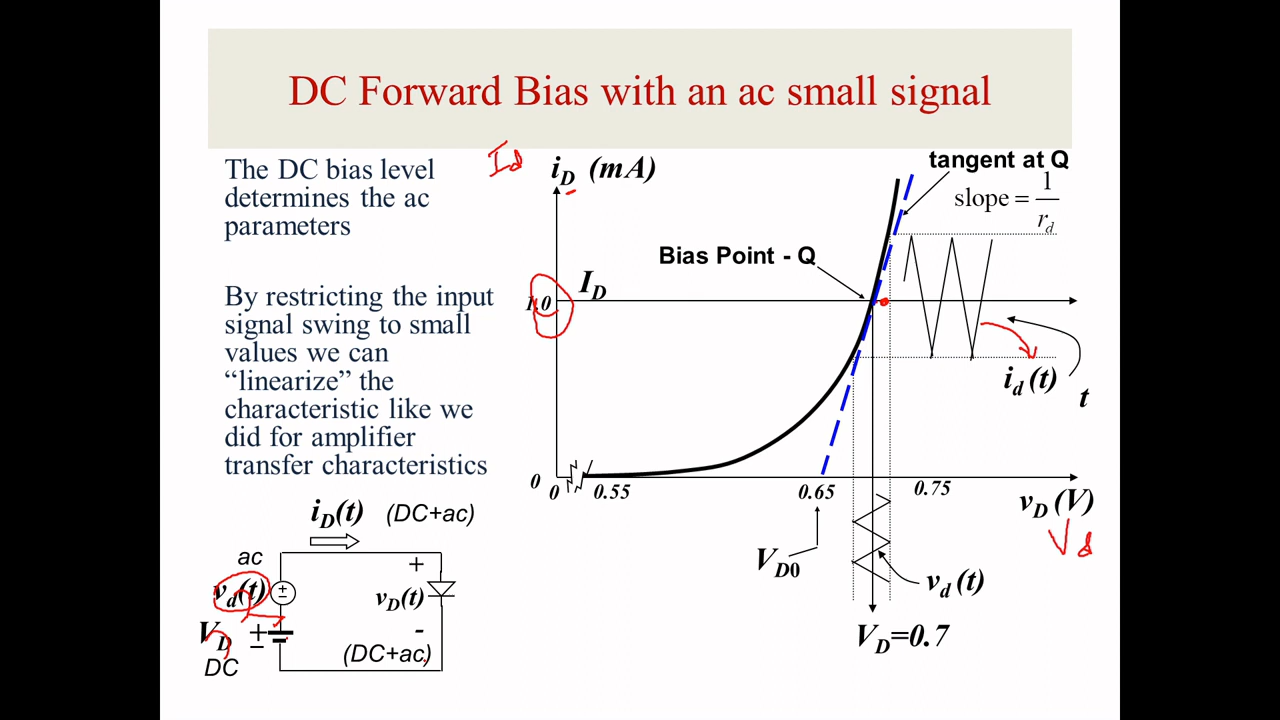 DC Forward Bias with an ac small signal
The DC bias level
determines the ac
parameters
By restricting the input
signal swing to small
values we can
“linearize” the
characteristic like we
did for amplifier
transfer characteristics
Id
iD (mA)
tangent at Q
slope = 1/rd
Bias Point - Q
ID
1.0
id(t)
t
0
0
0.55
0.65
0.75
vD (V)
Vd
VD0
vd(t)
VD=0.7
iD(t) (DC+ac)
ac
vd(t)
+
-
+
vD(t)
-
VD
+
-
DC
(DC+ac)